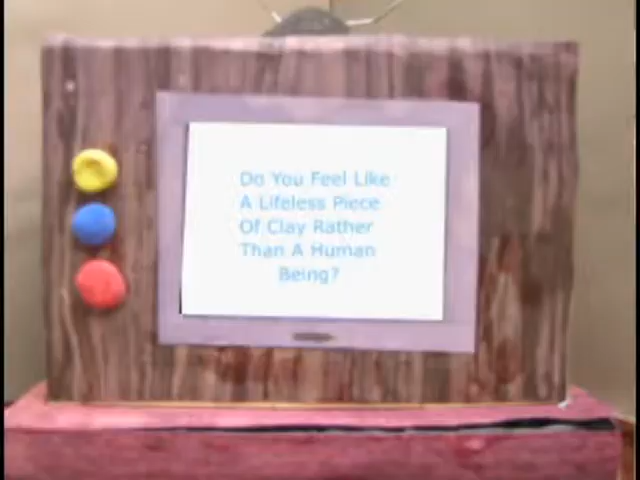 Do You Feel Like
A Lifeless Piece
Of Clay Rather
Than A Human
Being?